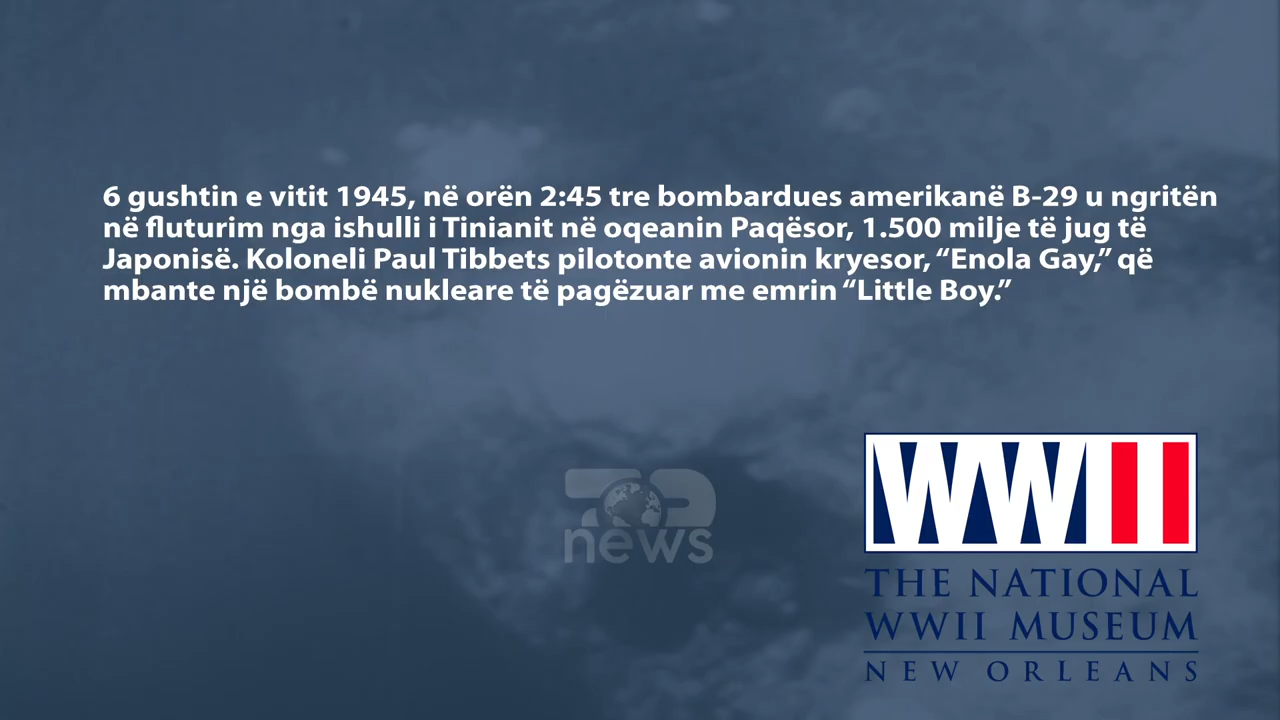 6 gushtin e vitit 1945, në orën 2:45 tre bombardues amerikanë B-29 u ngritën
në fluturim nga ishulli i Tinianit në oqeanin Paqësor, 1.500 milje të jug të
Japonisë. Koloneli Paul Tibbets pilotonte avionin kryesor, “Enola Gay,” që
mbante një bombë nukleare të pagëzuar me emrin “Little Boy.”
news
WWII
THE NATIONAL
WWII MUSEUM
NEW ORLEANS